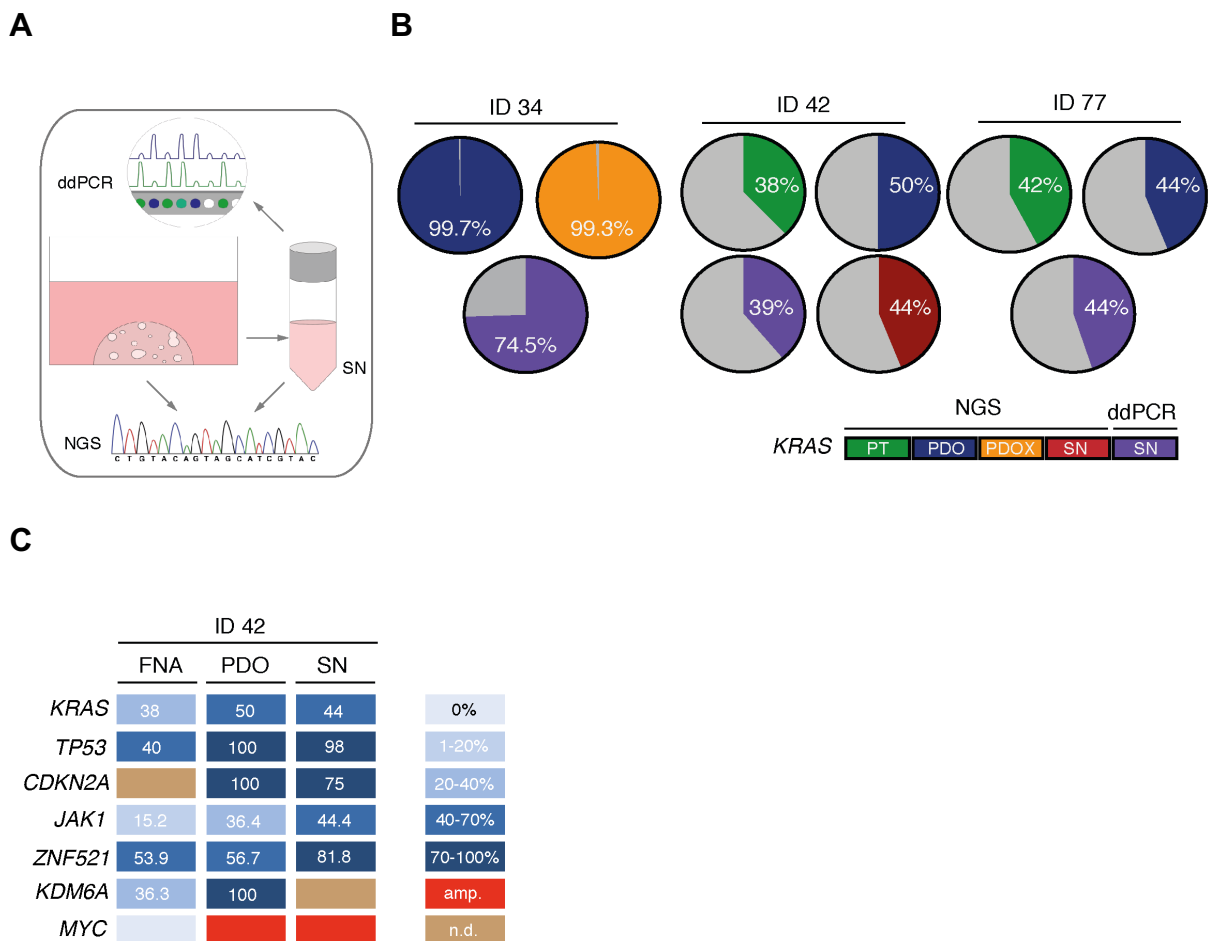 A
B
ddPCR
SN
NGS
C T G T A C A G T A G C A T C G T A C
ID 34
ID 42
ID 77
99.7%
99.3%
74.5%
38%
50%
39%
44%
42%
44%
44%
NGS
ddPCR
KRAS
PT
PDO
PDOX
SN
SN
C
ID 42
FNA PDO SN
KRAS 38 50 44
TP53 40 100 98
CDKN2A 100 75
JAK1 15.2 36.4 44.4
ZNF521 53.9 56.7 81.8
KDM6A 36.3 100
MYC
0%
1-20%
20-40%
40-70%
70-100%
amp.
n.d.